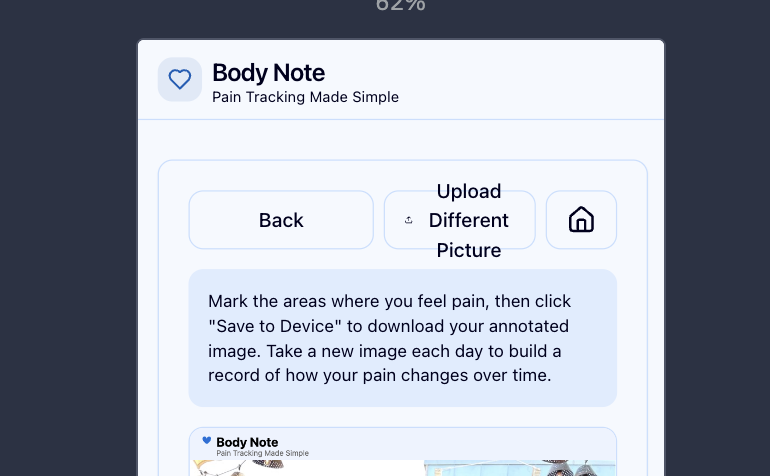 62%
Body Note
Pain Tracking Made Simple
Back
Upload
Different
Picture
Mark the areas where you feel pain, then click
"Save to Device" to download your annotated
image. Take a new image each day to build a
record of how your pain changes over time.
Body Note
Pain Tracking Made Simple